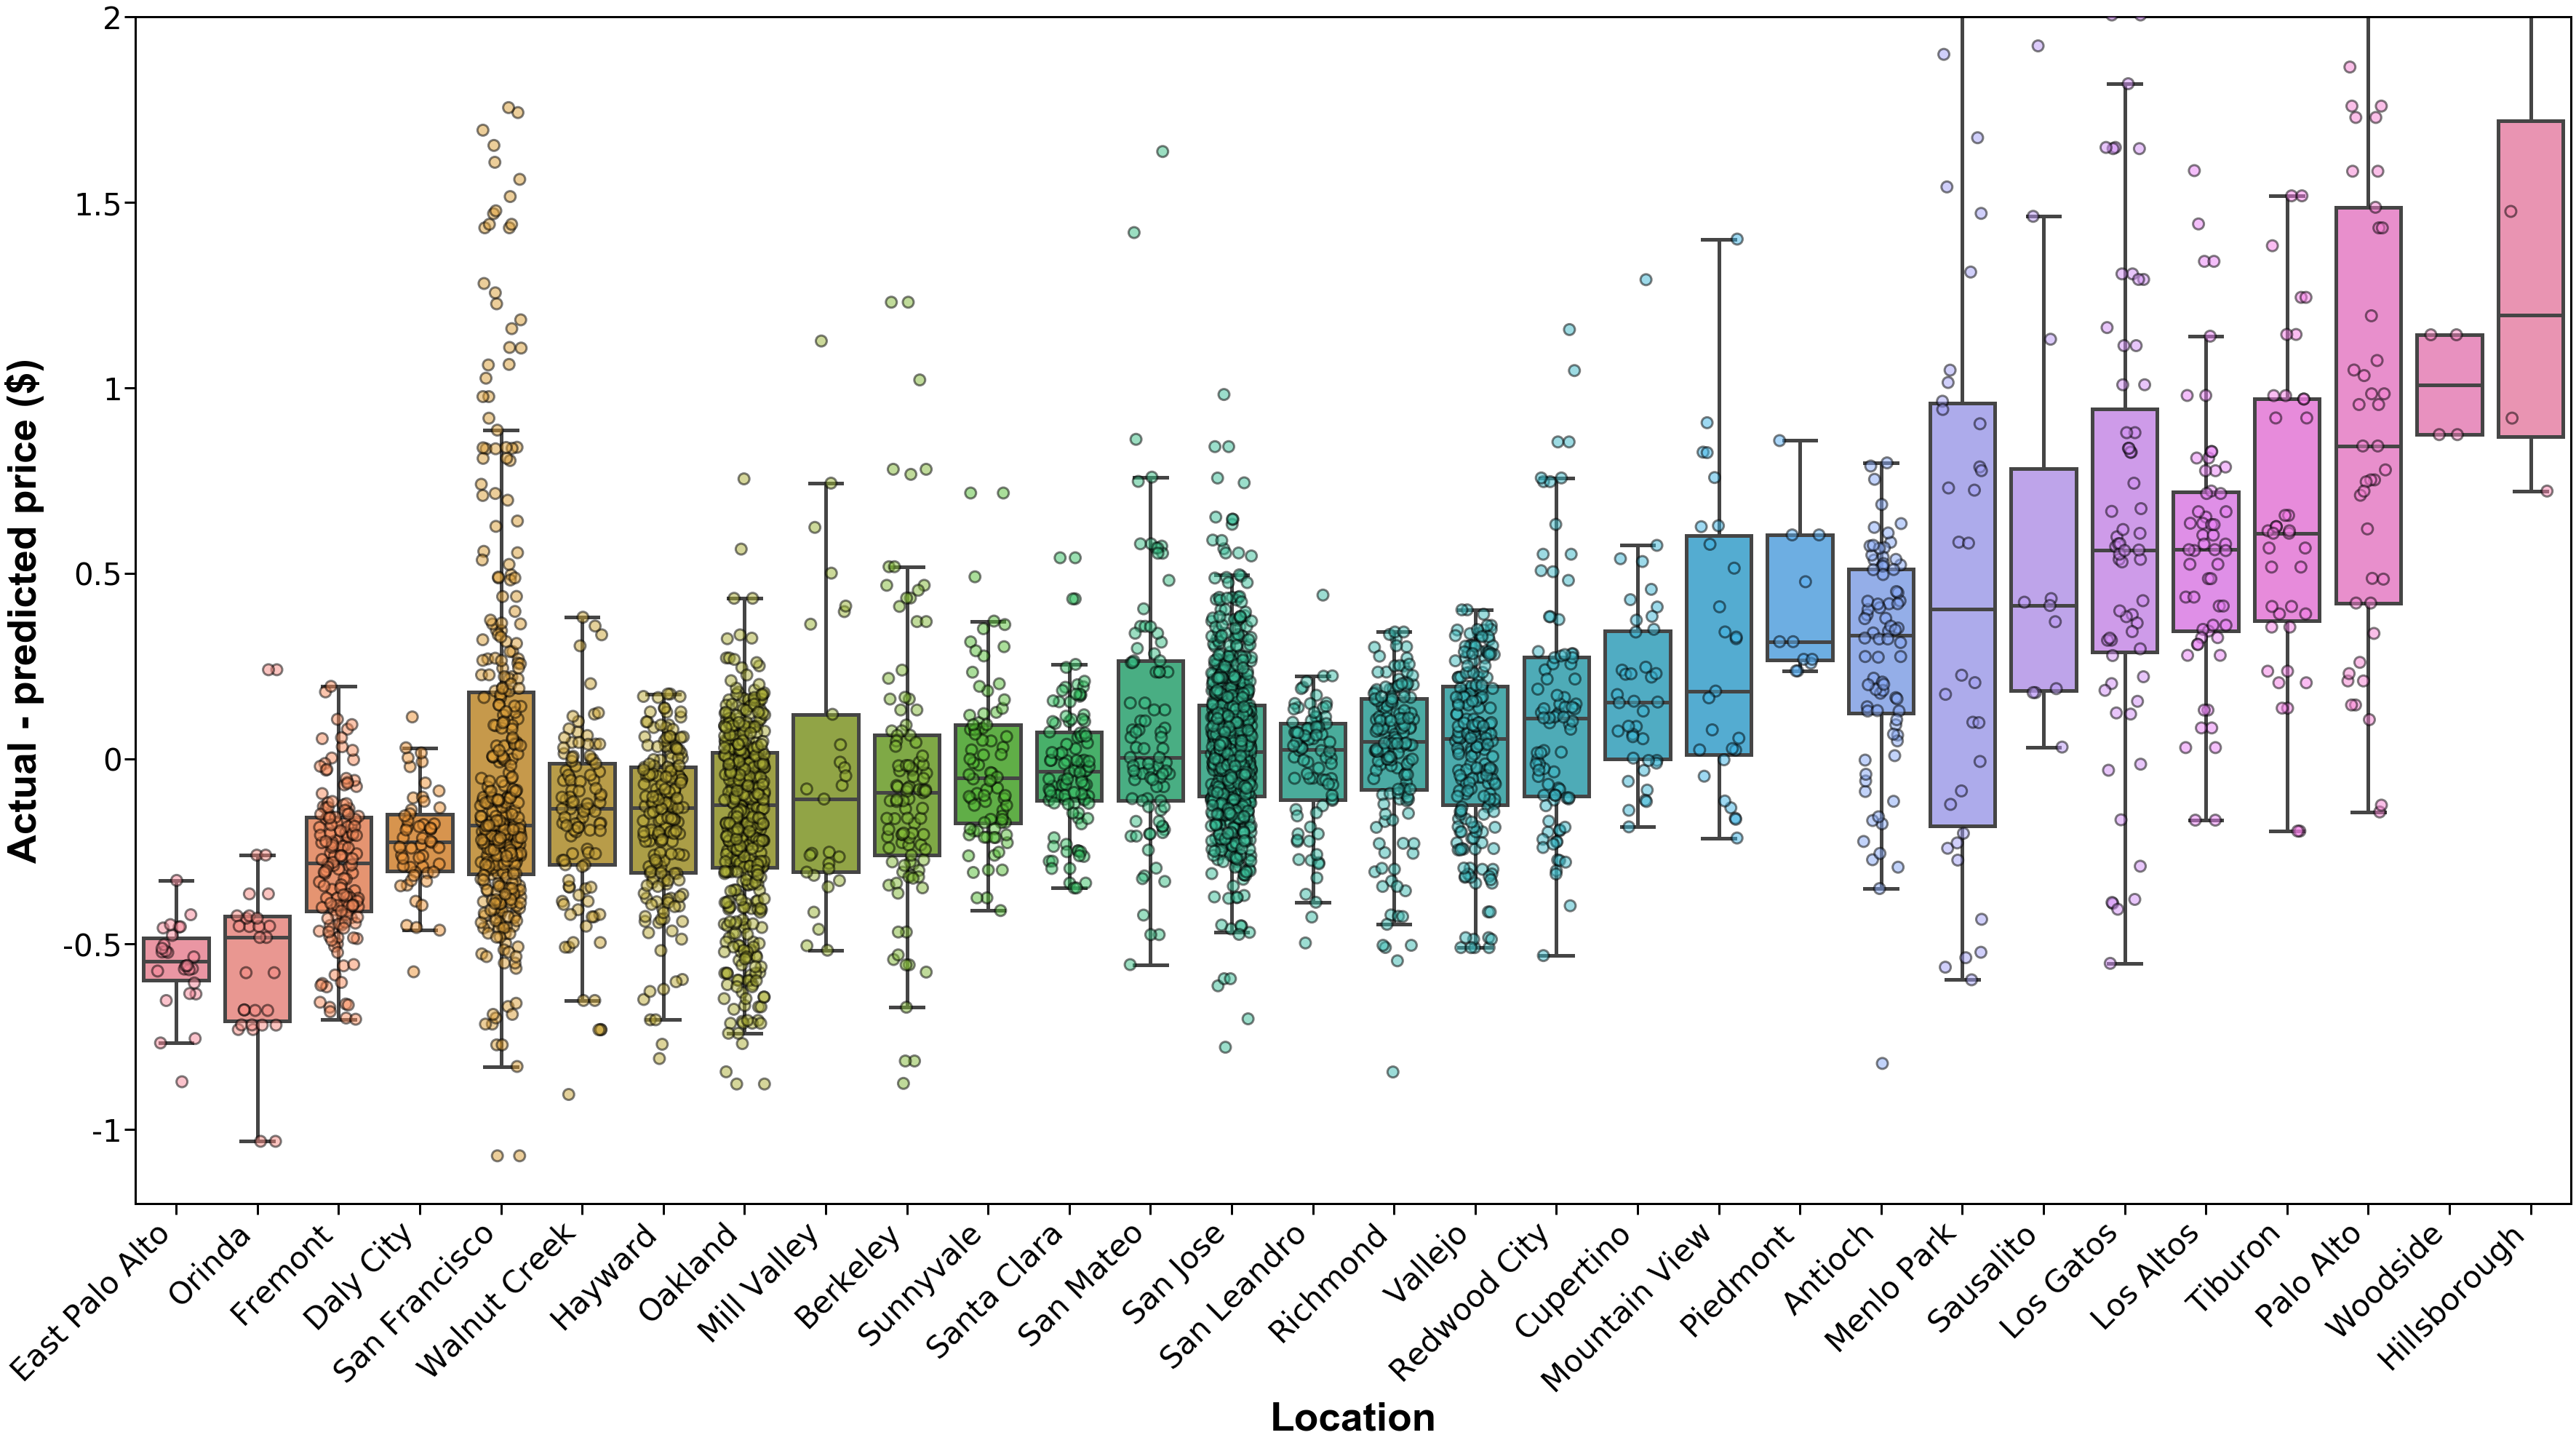 Actual - predicted price ($)
2
1.5
1
0.5
0
-0.5
-1
East Palo Alto
Orinda
Fremont
Daly City
San Francisco
Walnut Creek
Hayward
Oakland
Mill Valley
Berkeley
Sunnyvale
Santa Clara
San Mateo
San Jose
San Leandro
Richmond
Vallejo
Redwood City
Cupertino
Mountain View
Piedmont
Antioch
Menlo Park
Sausalito
Los Gatos
Los Altos
Tiburon
Palo Alto
Woodside
Hillsborough
Location